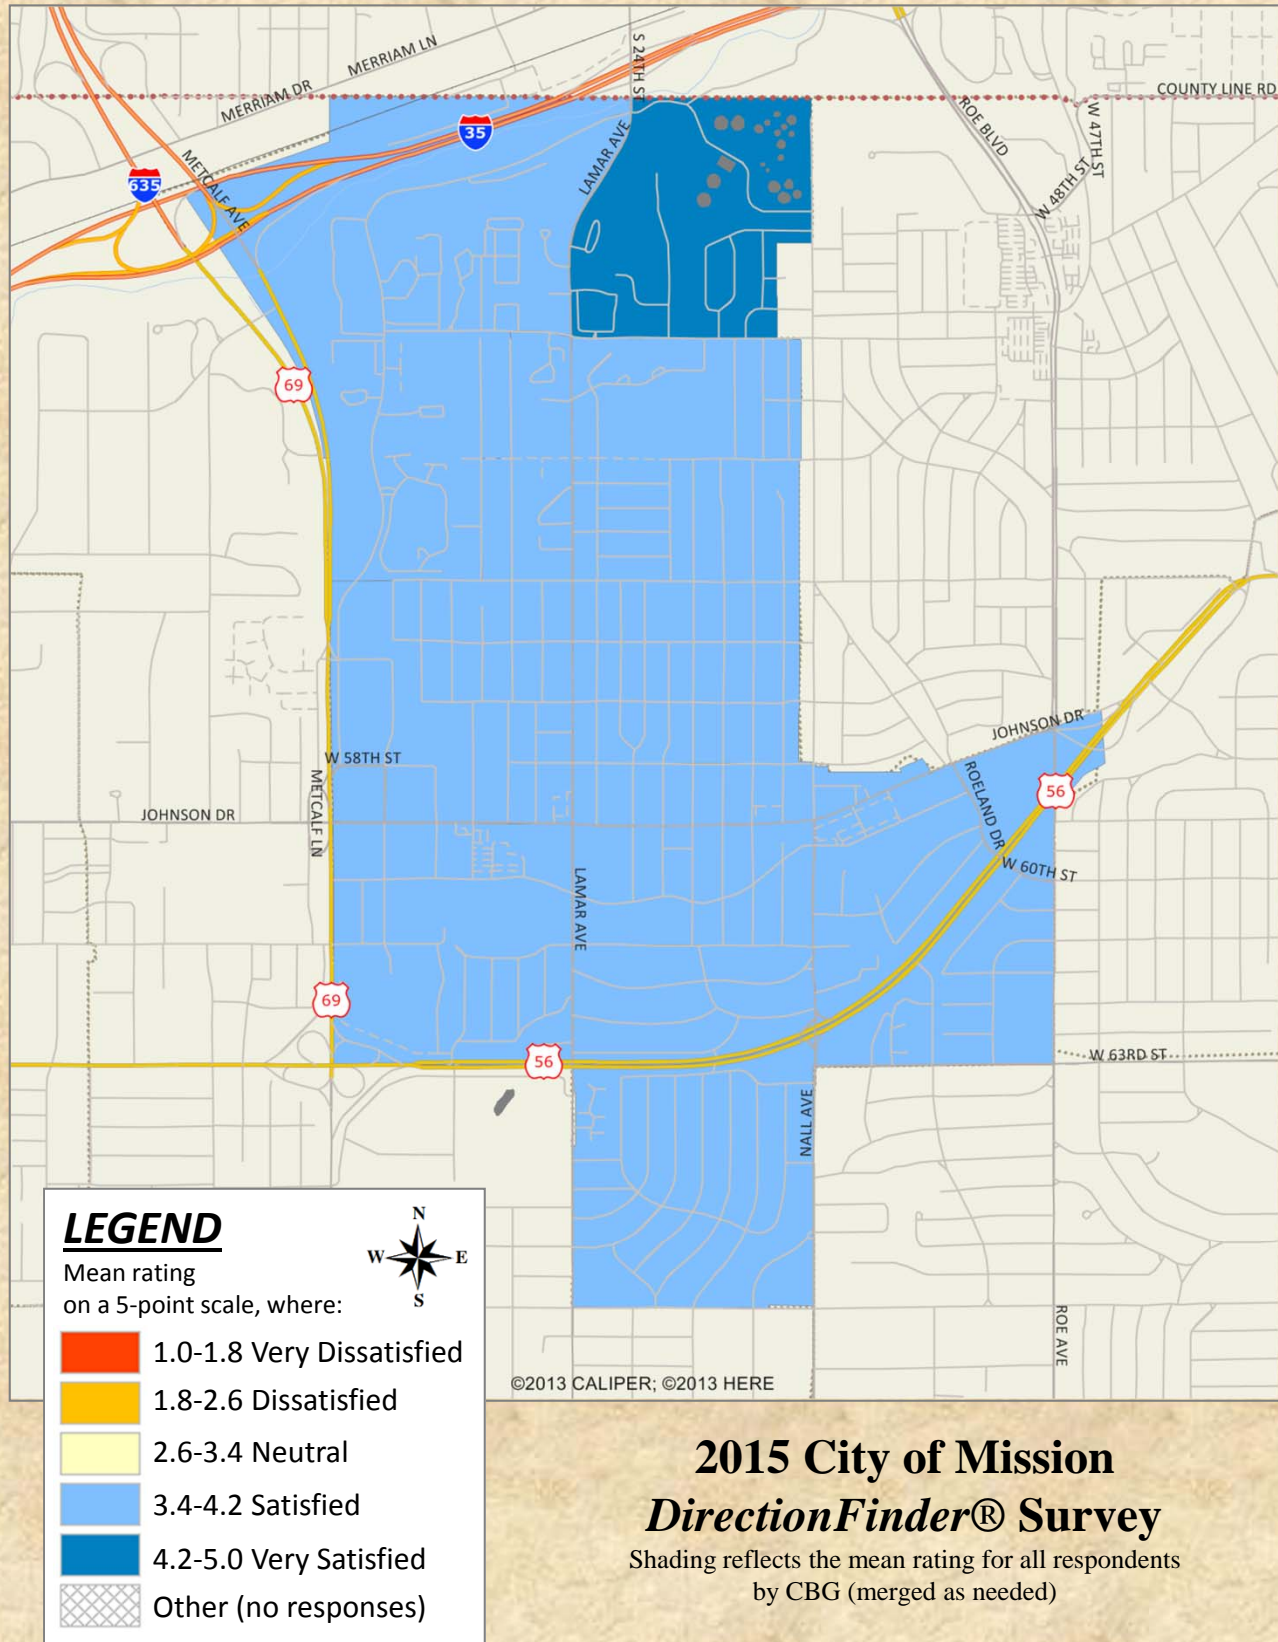 S 24TH ST
MERRIAM LN
COUNTY LINE RD
MERRIAM DR
ROE BLVD
W 47TH ST
35
LAMAR AVE
METCALF AVE
635
W 48TH ST
69
JOHNSON DR
W 58TH ST
ROELAND DR
56
METCALF LN
JOHNSON DR
W 60TH ST
LAMAR AVE
69
56
W 63RD ST
NALL AVE
ROE AVE
©2013 CALIPER; ©2013 HERE
LEGEND
N
W E
S
Mean rating
on a 5-point scale, where:
1.0-1.8 Very Dissatisfied
1.8-2.6 Dissatisfied
2.6-3.4 Neutral
3.4-4.2 Satisfied
4.2-5.0 Very Satisfied
Other (no responses)
2015 City of Mission
DirectionFinder® Survey
Shading reflects the mean rating for all respondents
by CBG (merged as needed)